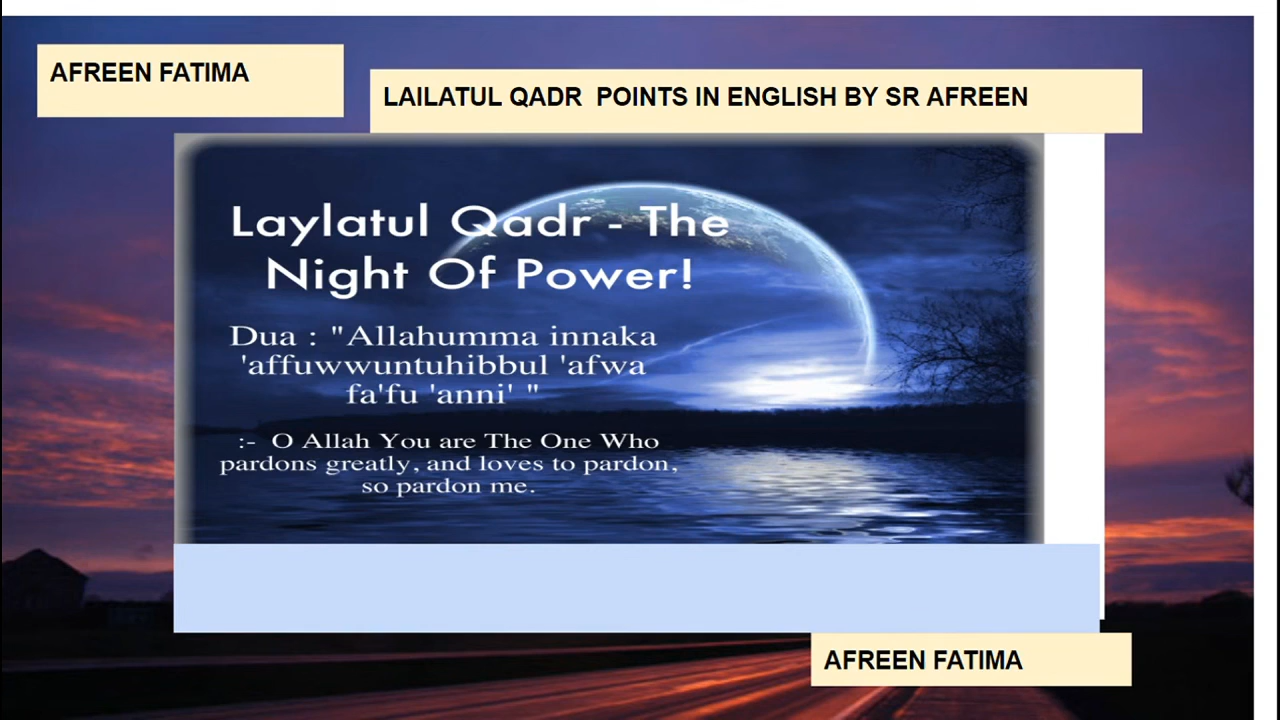 AFREEN FATIMA
LAILATUL QADR  POINTS IN ENGLISH BY SR AFREEN
Laylatul Qadr - The
Night Of Power!
Dua : "Allahumma innaka
'affuwwuntuhibbul 'afwa
fa'fu 'anni' "
:-  O Allah You are The One Who
pardons greatly, and loves to pardon,
so pardon me.
AFREEN FATIMA